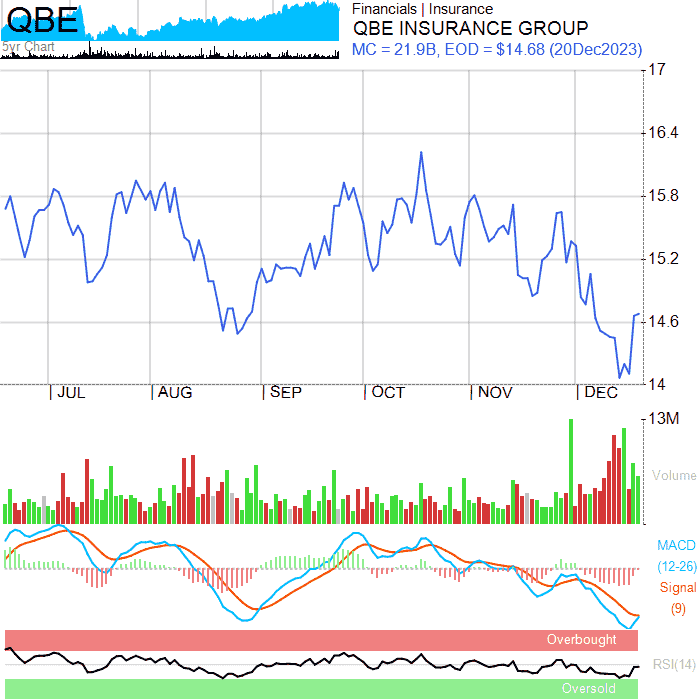 QBE
5yr Chart
Financials | Insurance
QBE INSURANCE GROUP
MC = 21.9B, EOD = $14.68 (20Dec2023)
17
16.4
15.8
15.2
14.6
14
JUL
AUG
SEP
OCT
NOV
DEC
13M
Volume
MACD
(12-26)
Signal
(9)
Overbought
RSI(14)
Oversold